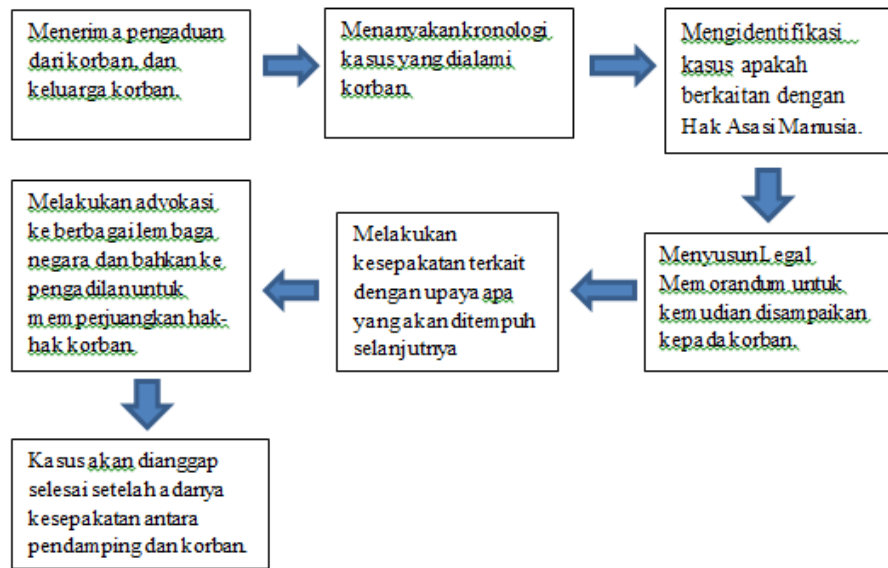 Menerima pengaduan
dari korban, dan
keluarga korban.
Menanyakan kronologi
kasus yang dialami
korban.
Mengidentifikasi
kasus apakah
berkaitan dengan
Hak Asasi Manusia.
Menyusun Legal
Memorandum untuk
kemudian disampaikan
kepada korban.
Melakukan
kesepakatan terkait
dengan upaya apa
yang akan ditempuh
selanjutnya
Melakukan advokasi
ke berbagai lembaga
negara dan bahkan ke
pengadilan untuk
memperjuangkan hak-
hak korban.
Kasus akan dianggap
selesai setelah adanya
kesepakatan antara
pendamping dan korban.